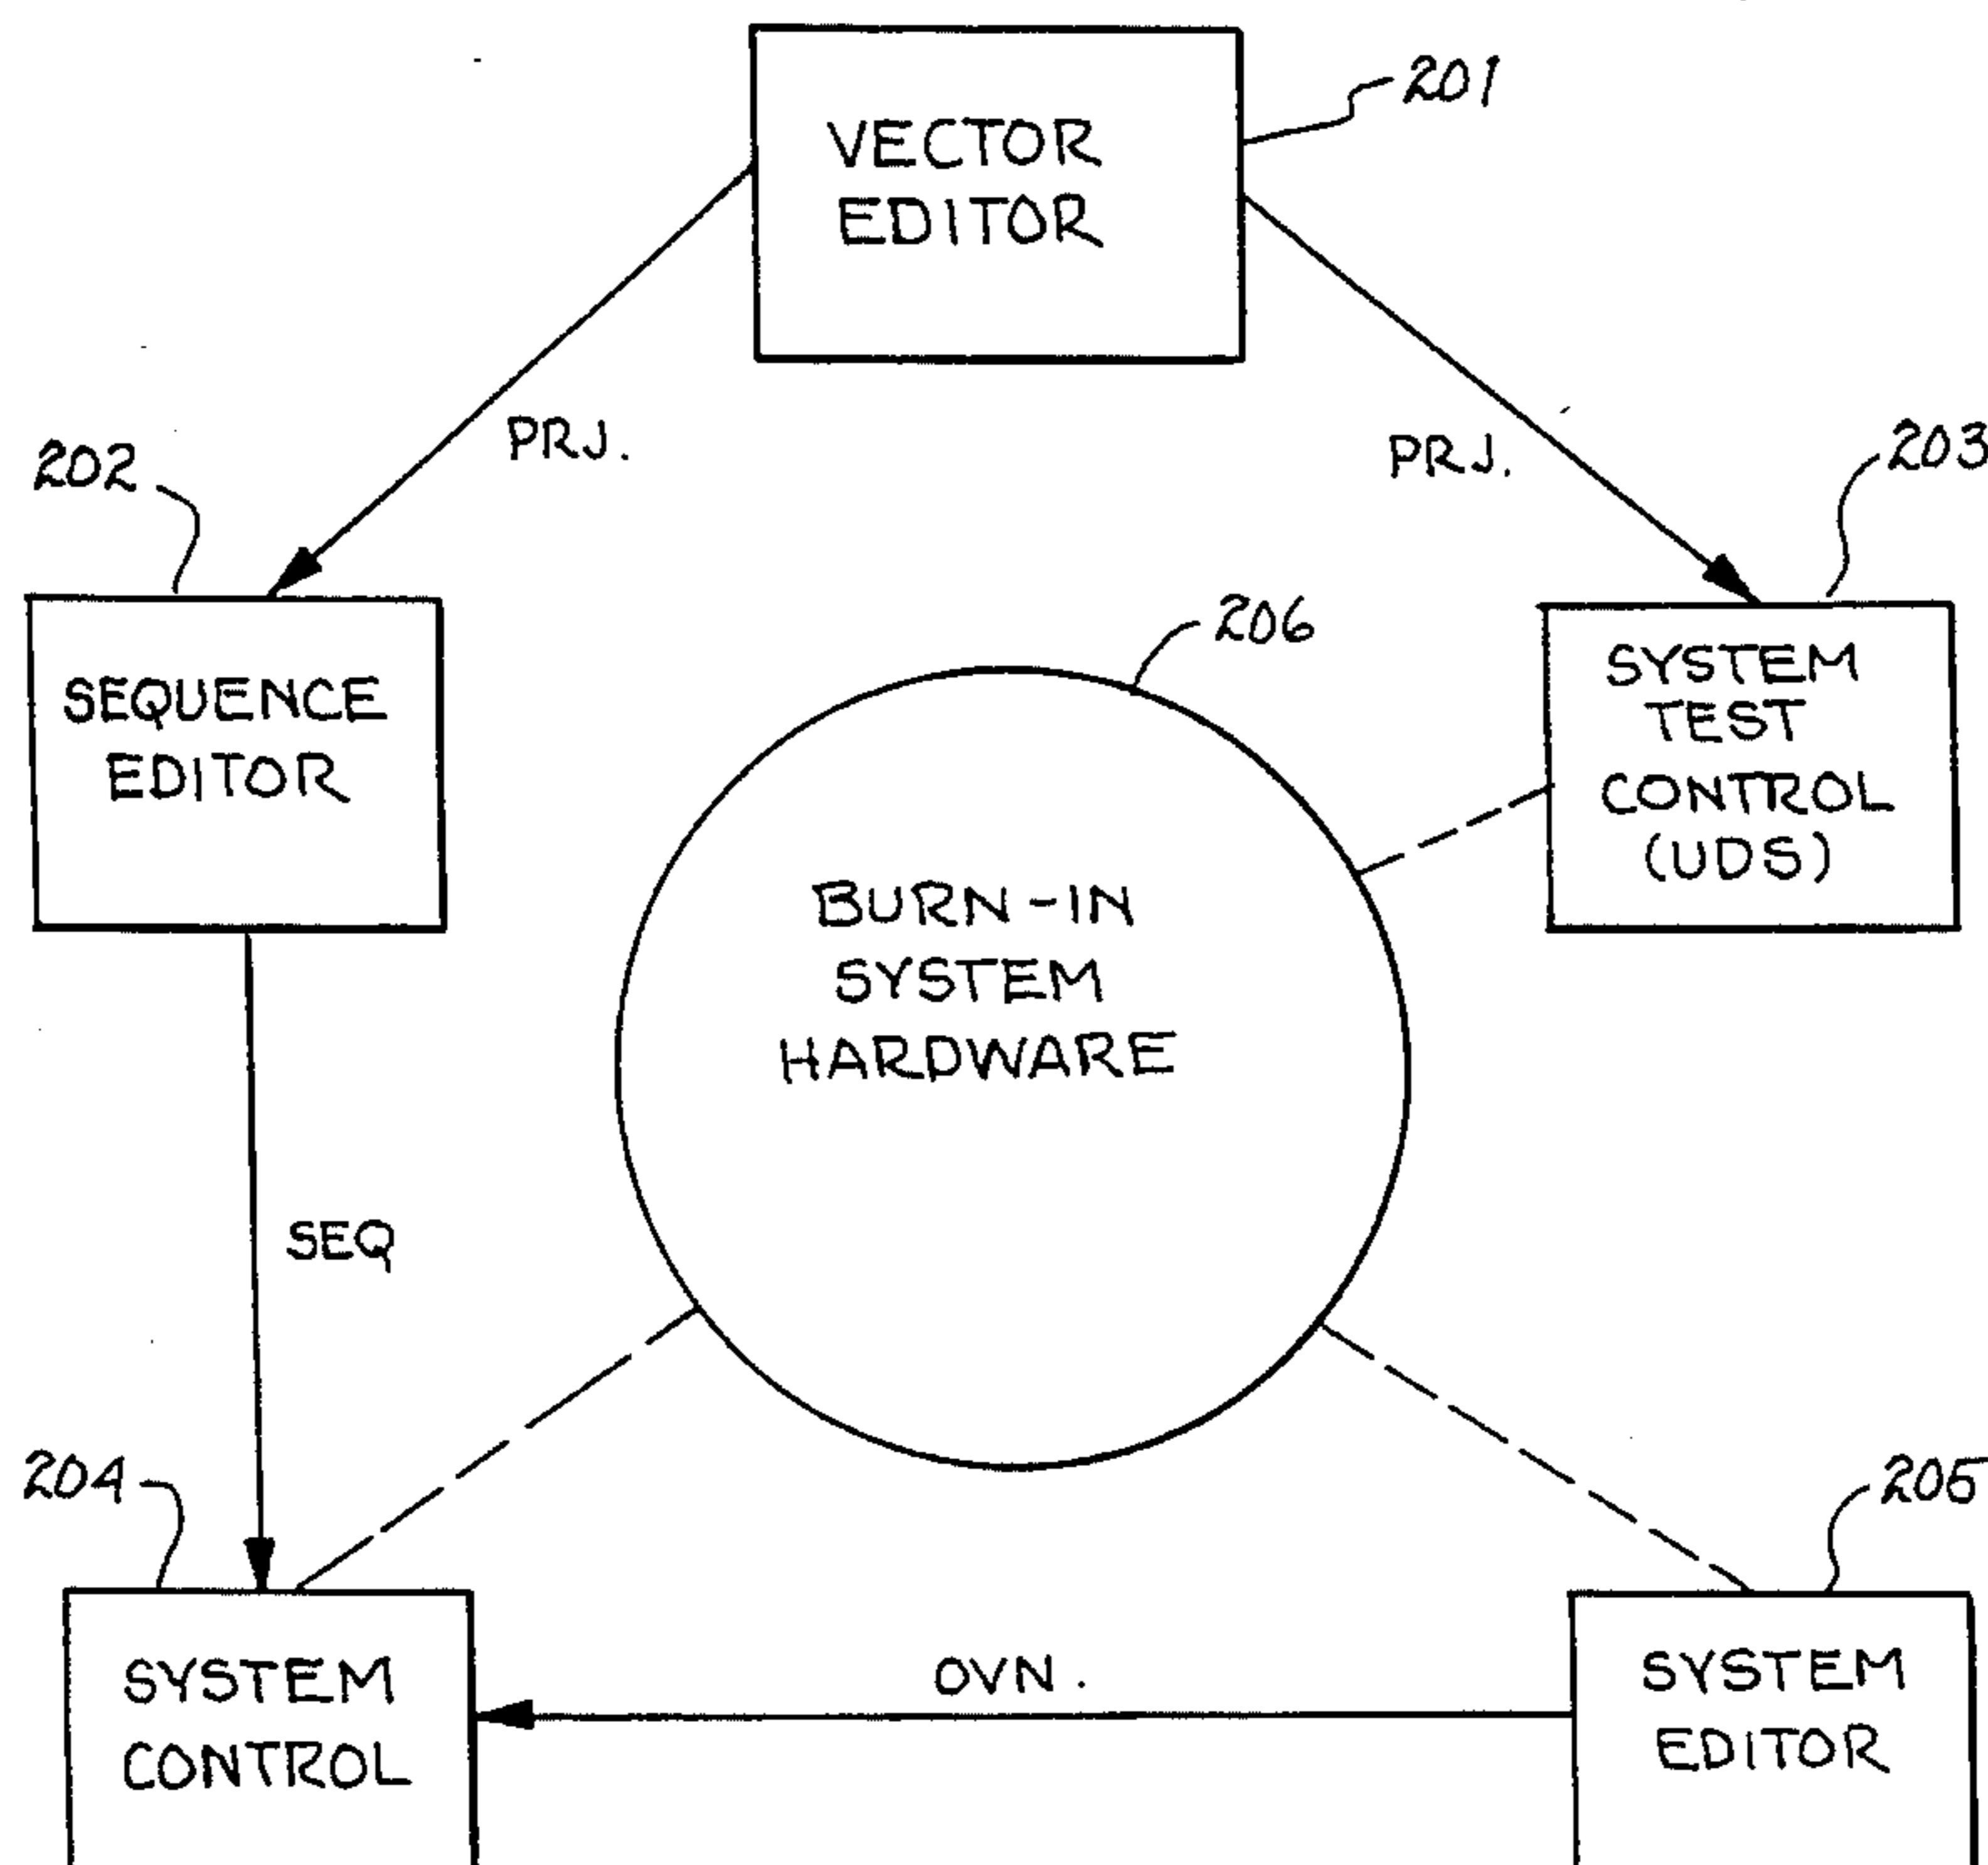 VECTOR
EDITOR
201
PRJ.
PRJ.
202
203
SEQUENCE
EDITOR
206
SYSTEM
TEST
CONTROL
(UDS)
BURN-IN
SYSTEM
HARDWARE
SEQ
204
205
SYSTEM
CONTROL
OVN.
SYSTEM
EDITOR